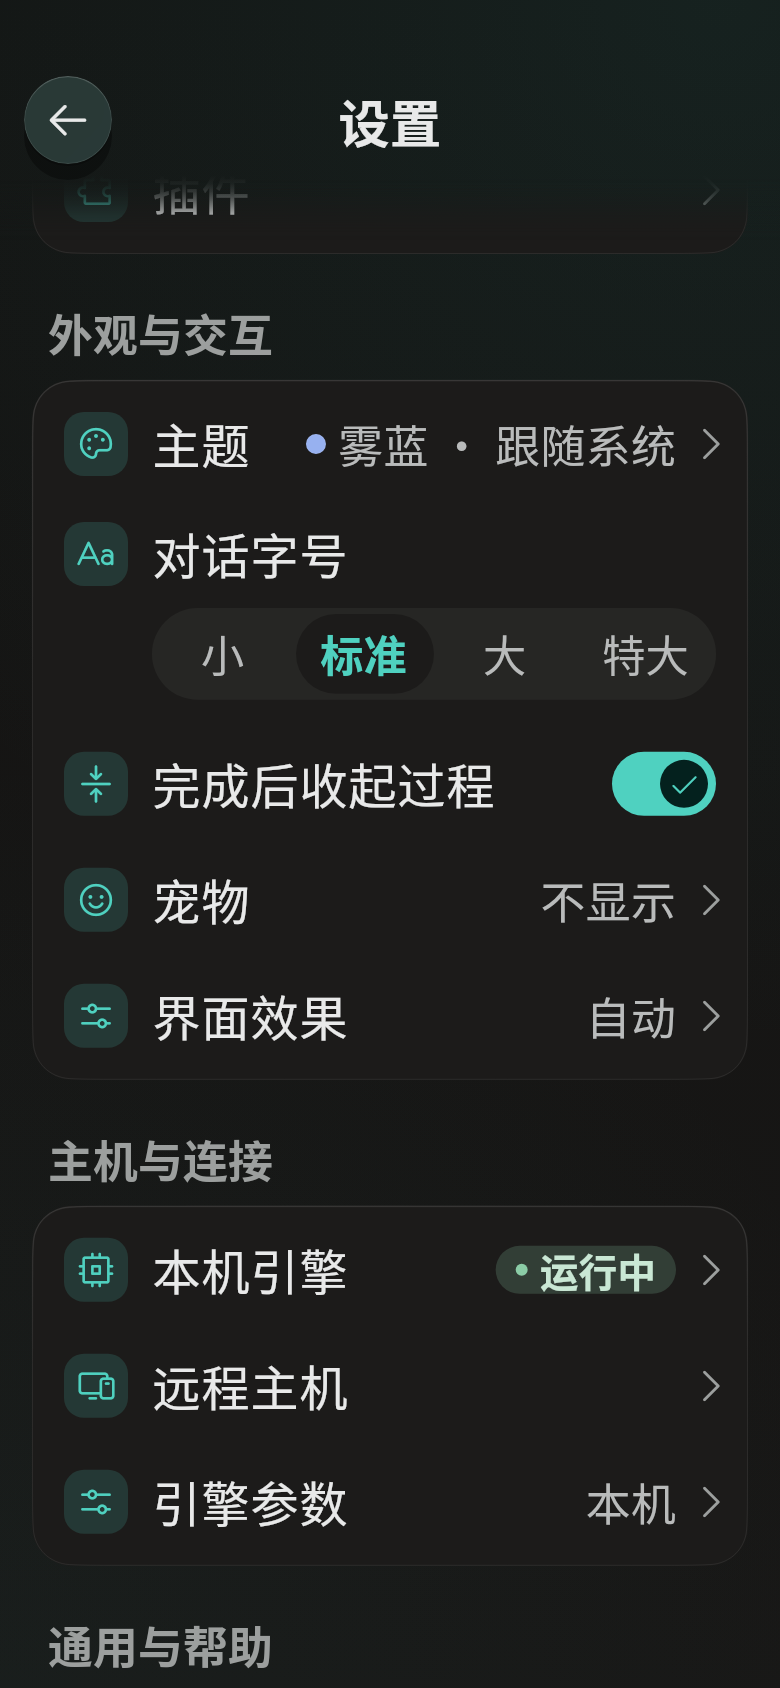 设置
插件
外观与交互
主题 雾蓝 · 跟随系统
Aa 对话字号
小 标准 大 特大
完成后收起过程
宠物 不显示
界面效果 自动
主机与连接
本机引擎 运行中
远程主机
引擎参数 本机
通用与帮助